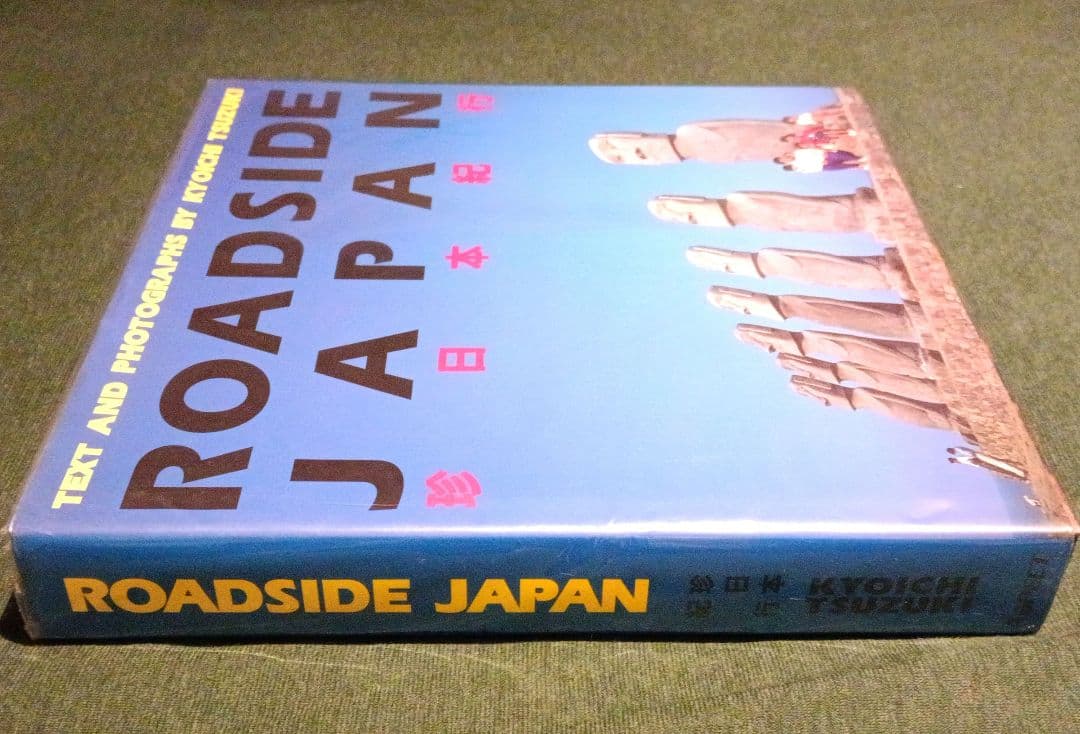 TEXT AND PHOTOGRAPHS BY KYOICHI TSUZUKI
ROADSIDE
JAPAN
珍日本紀行
ROADSIDE JAPAN
珍日本
紀行
KYOICHI
TSUZUKI